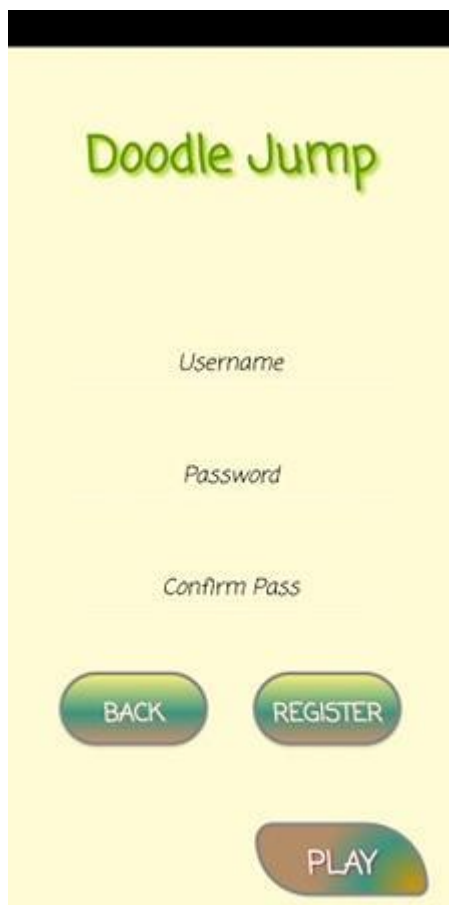 Doodle Jump
Username
Password
Confirm Pass
BACK REGISTER
PLAY